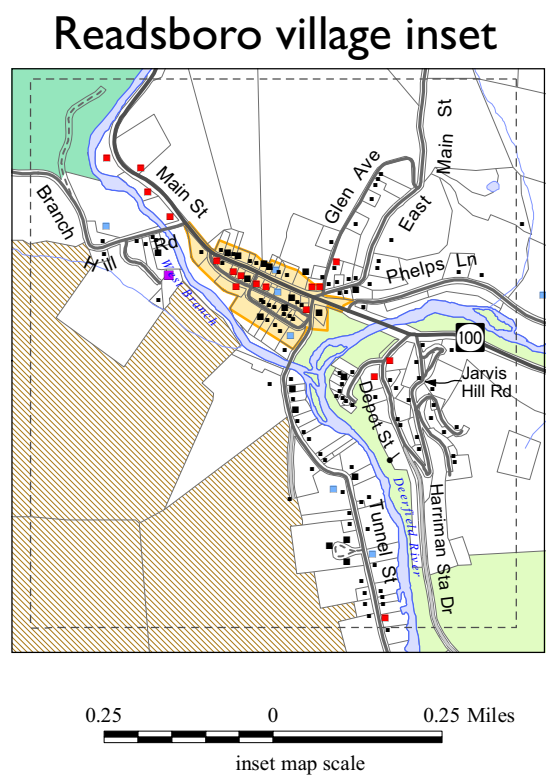 Readsboro village inset
Main St
Glen Ave
East Main St
Branch Hill Rd
West Branch
Phelps Ln
100
Jarvis
Hill Rd
Depot St
Deerfield River
Harriman Sta Dr
Tunnel St
0.25 0 0.25 Miles
inset map scale